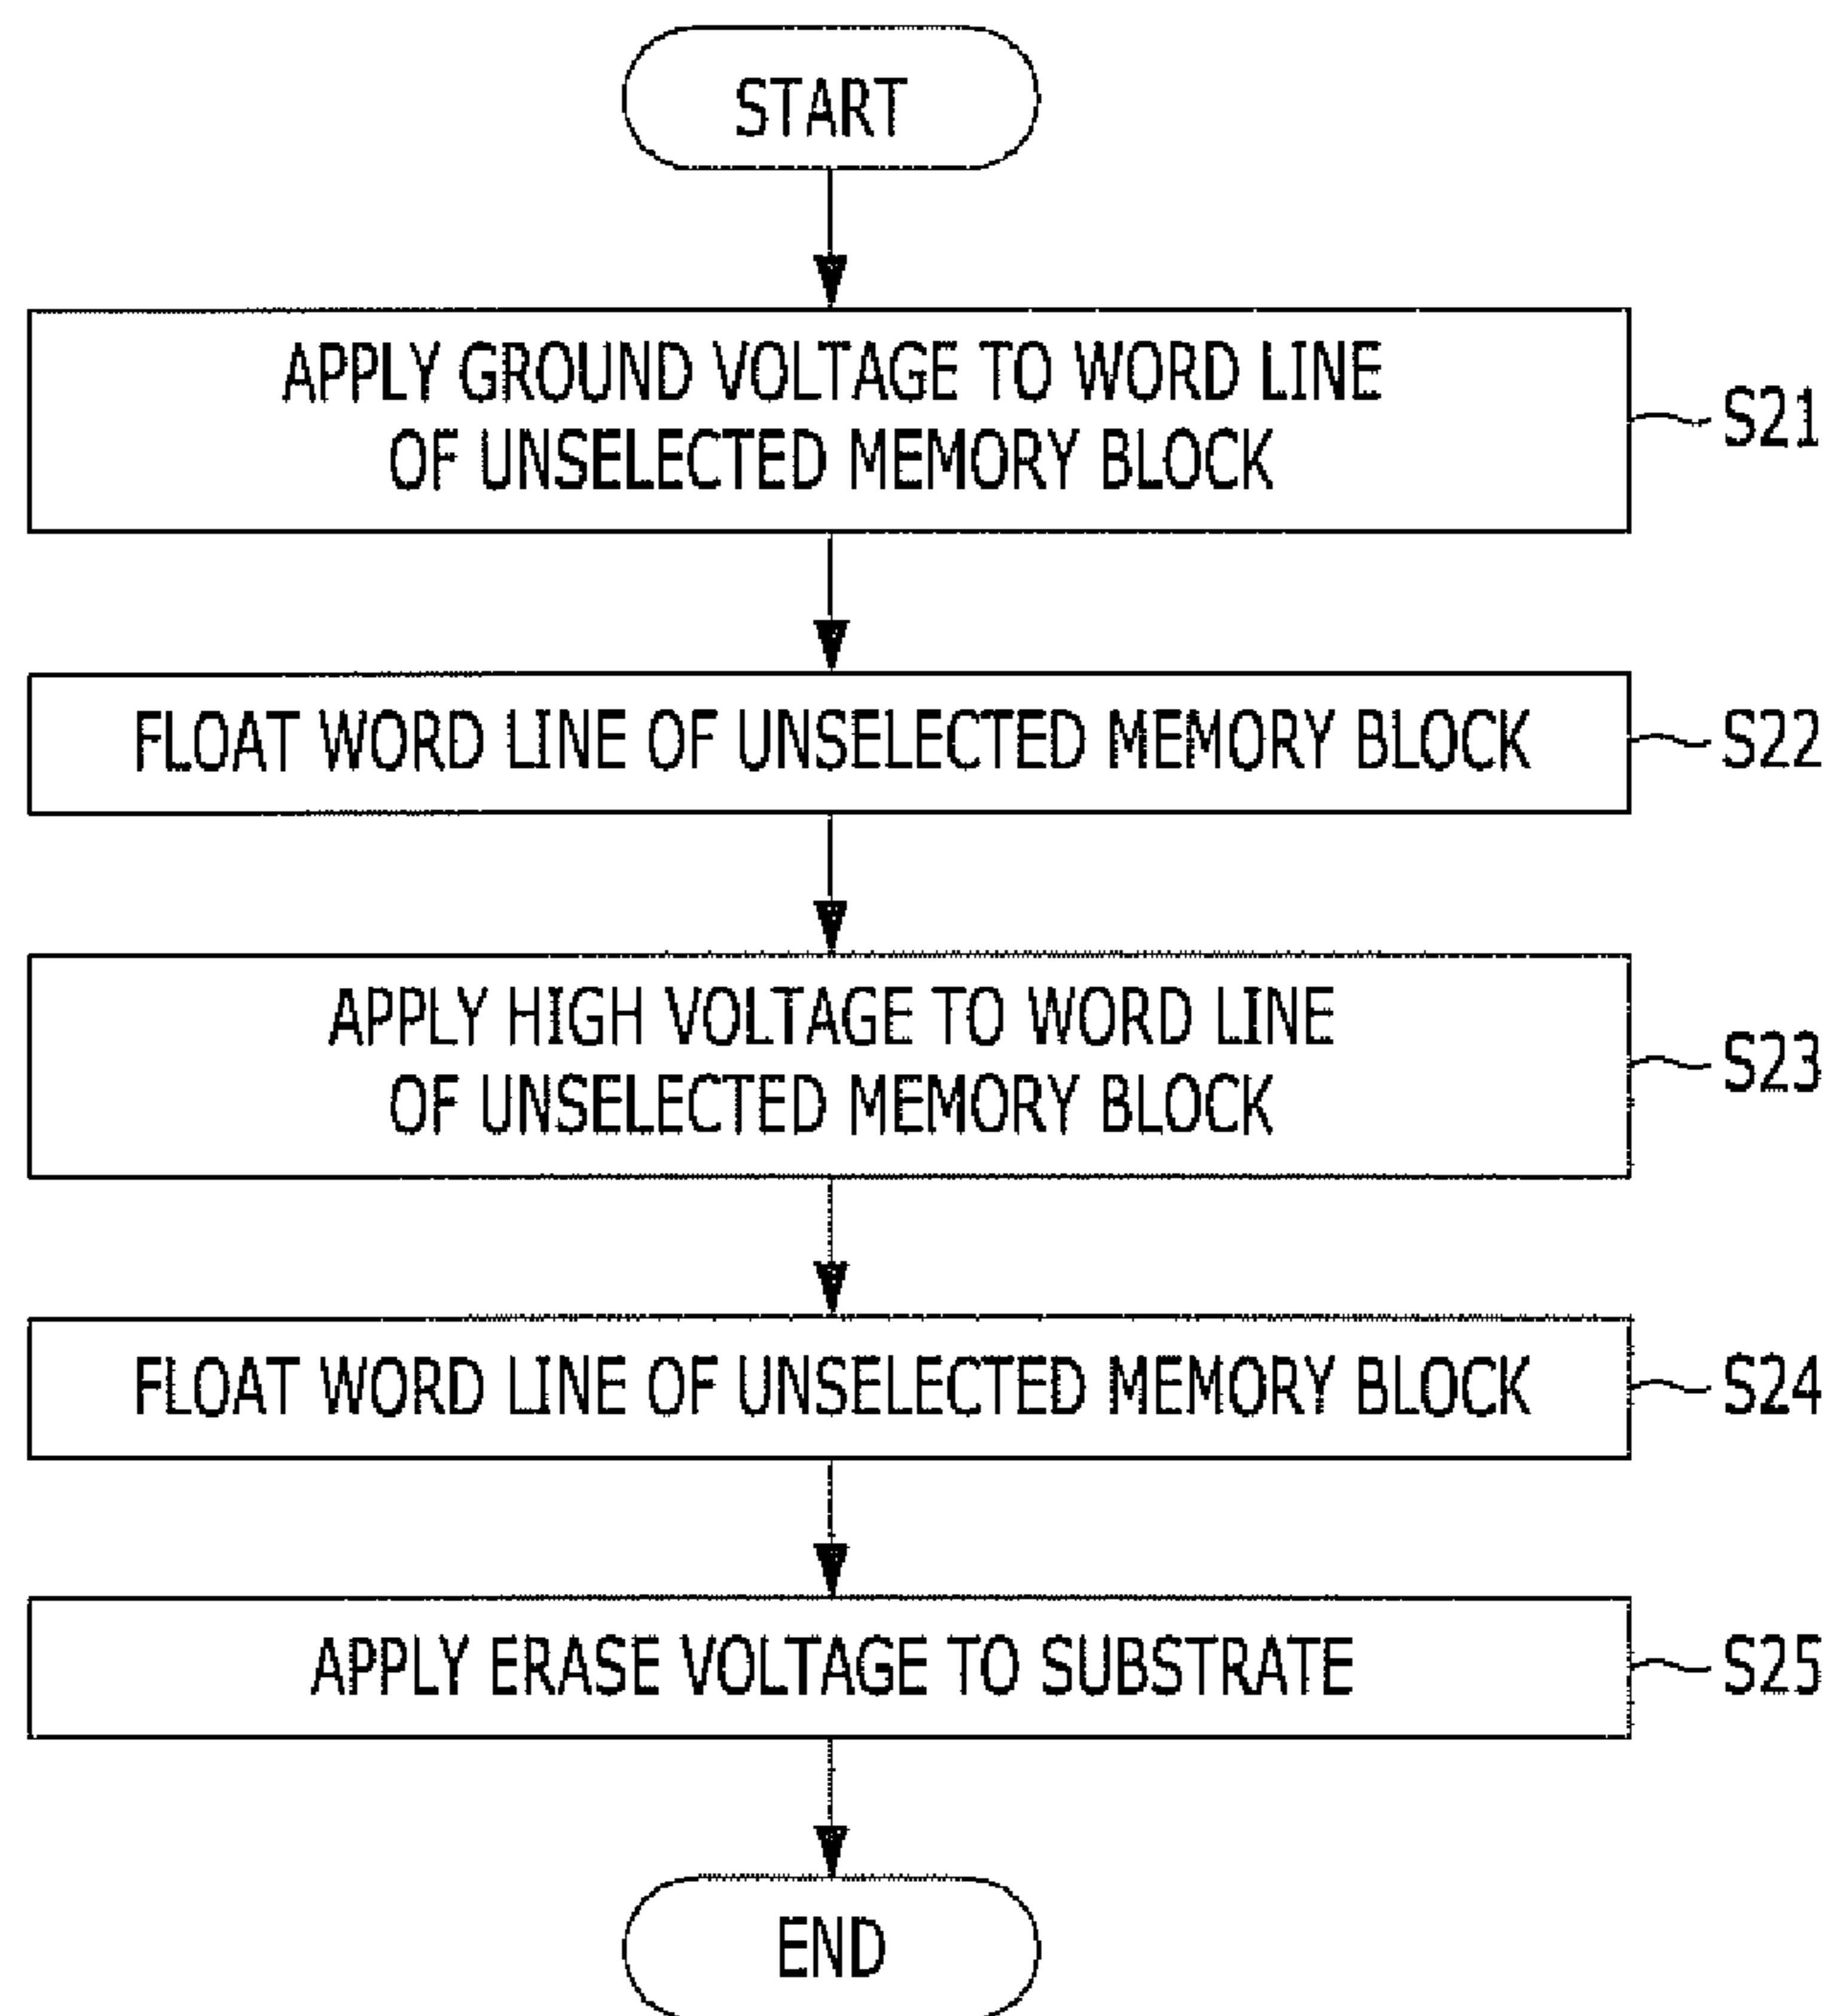 START
APPLY GROUND VOLTAGE TO WORD LINE
OF UNSELECTED MEMORY BLOCK
S21
FLOAT WORD LINE OF UNSELECTED MEMORY BLOCK
S22
APPLY HIGH VOLTAGE TO WORD LINE
OF UNSELECTED MEMORY BLOCK
S23
FLOAT WORD LINE OF UNSELECTED MEMORY BLOCK
S24
APPLY ERASE VOLTAGE TO SUBSTRATE
S25
END